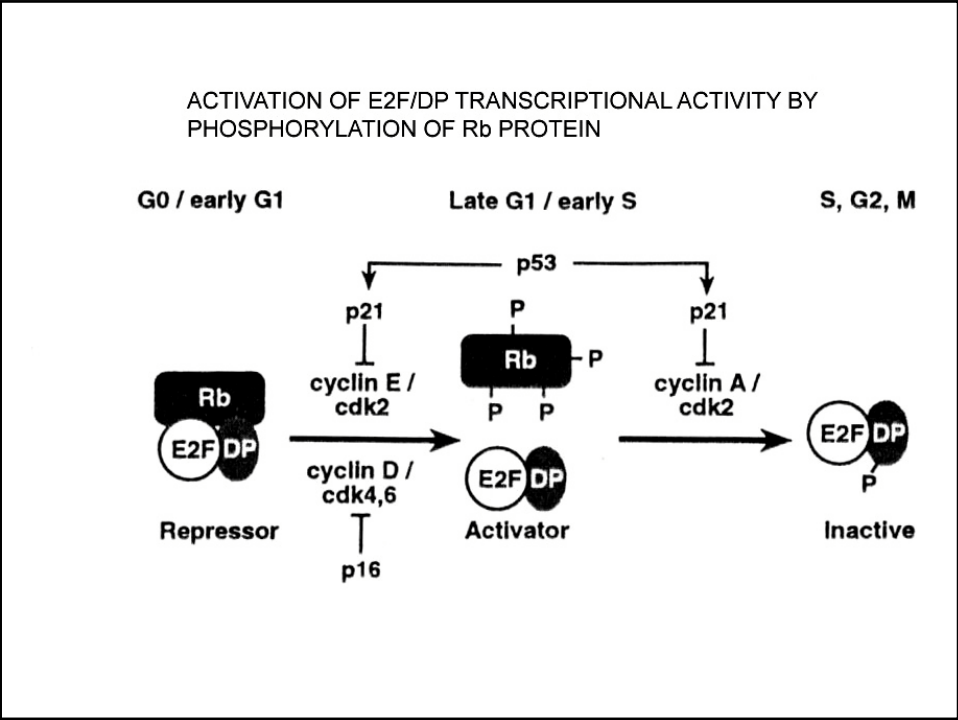 ACTIVATION OF E2F/DP TRANSCRIPTIONAL ACTIVITY BY
PHOSPHORYLATION OF Rb PROTEIN
G0 / early G1
Late G1 / early S
S, G2, M
p53
p21
P
p21
Rb
P
cyclin E /
cdk2
cyclin A /
cdk2
Rb
P
P
E2F
DP
E2F
DP
P
cyclin D /
cdk4,6
E2F
DP
Repressor
Activator
Inactive
p16